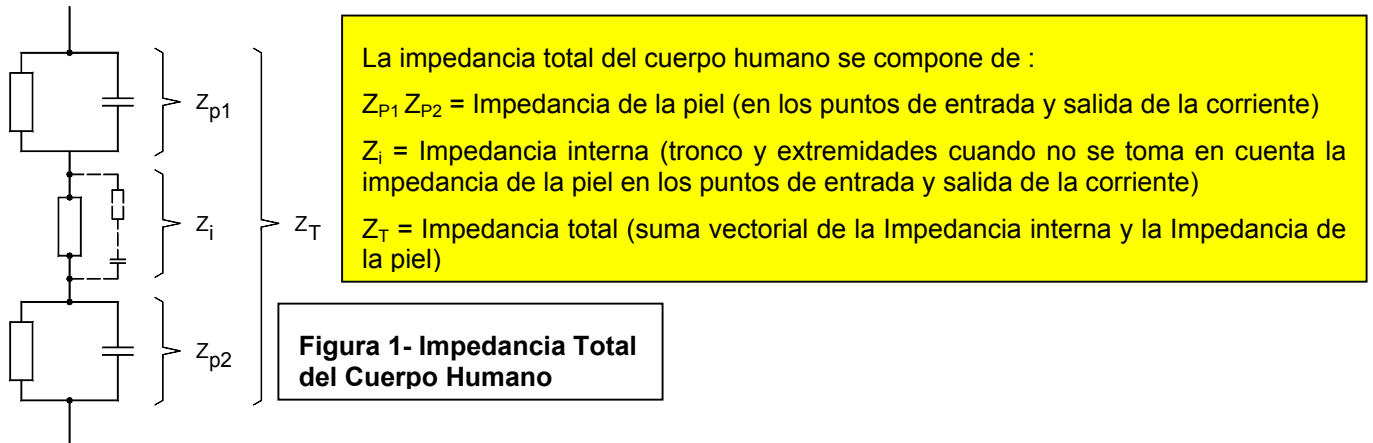 La impedancia total del cuerpo humano se compone de :
Z_P1 Z_P2 = Impedancia de la piel (en los puntos de entrada y salida de la corriente)
Z_i = Impedancia interna (tronco y extremidades cuando no se toma en cuenta la
impedancia de la piel en los puntos de entrada y salida de la corriente)
Z_T = Impedancia total (suma vectorial de la Impedancia interna y la Impedancia de
la piel)
Z_p1
Z_i
Z_T
Z_p2
Figura 1- Impedancia Total
del Cuerpo Humano